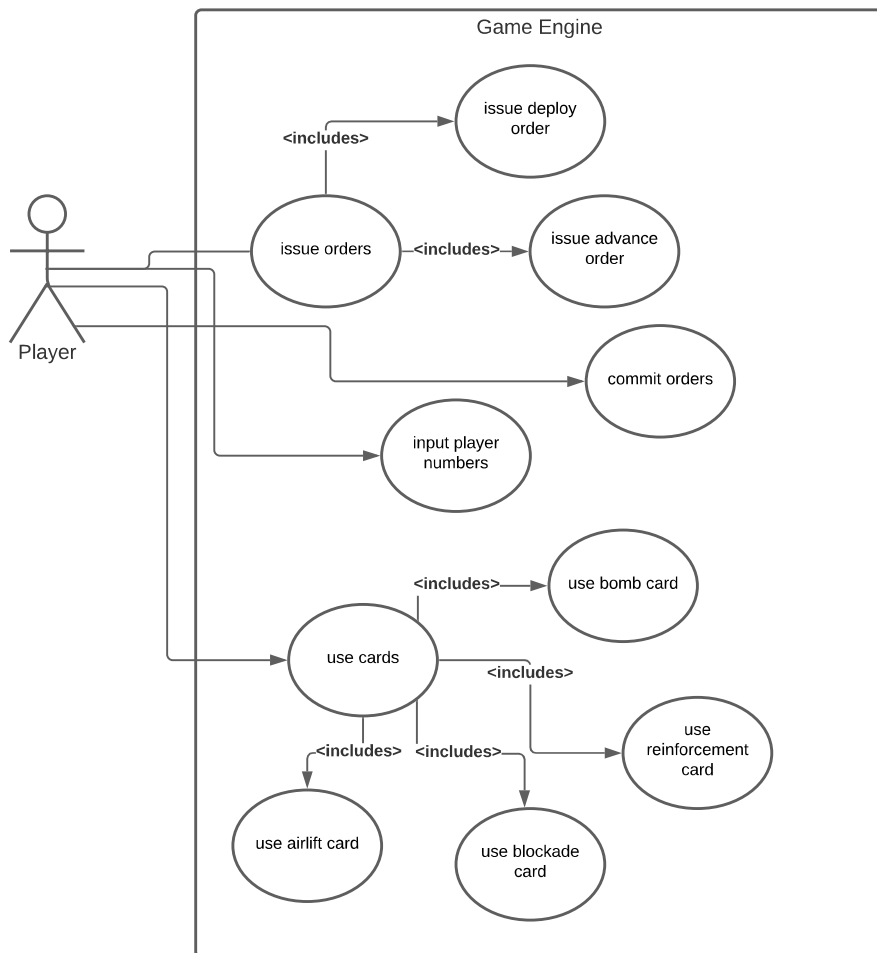 Game Engine
issue deploy
order
<includes>
issue orders
<includes>
issue advance
order
Player
commit orders
input player
numbers
<includes>
use bomb card
use cards
<includes>
use
reinforcement
card
<includes>
<includes>
use airlift card
use blockade
card